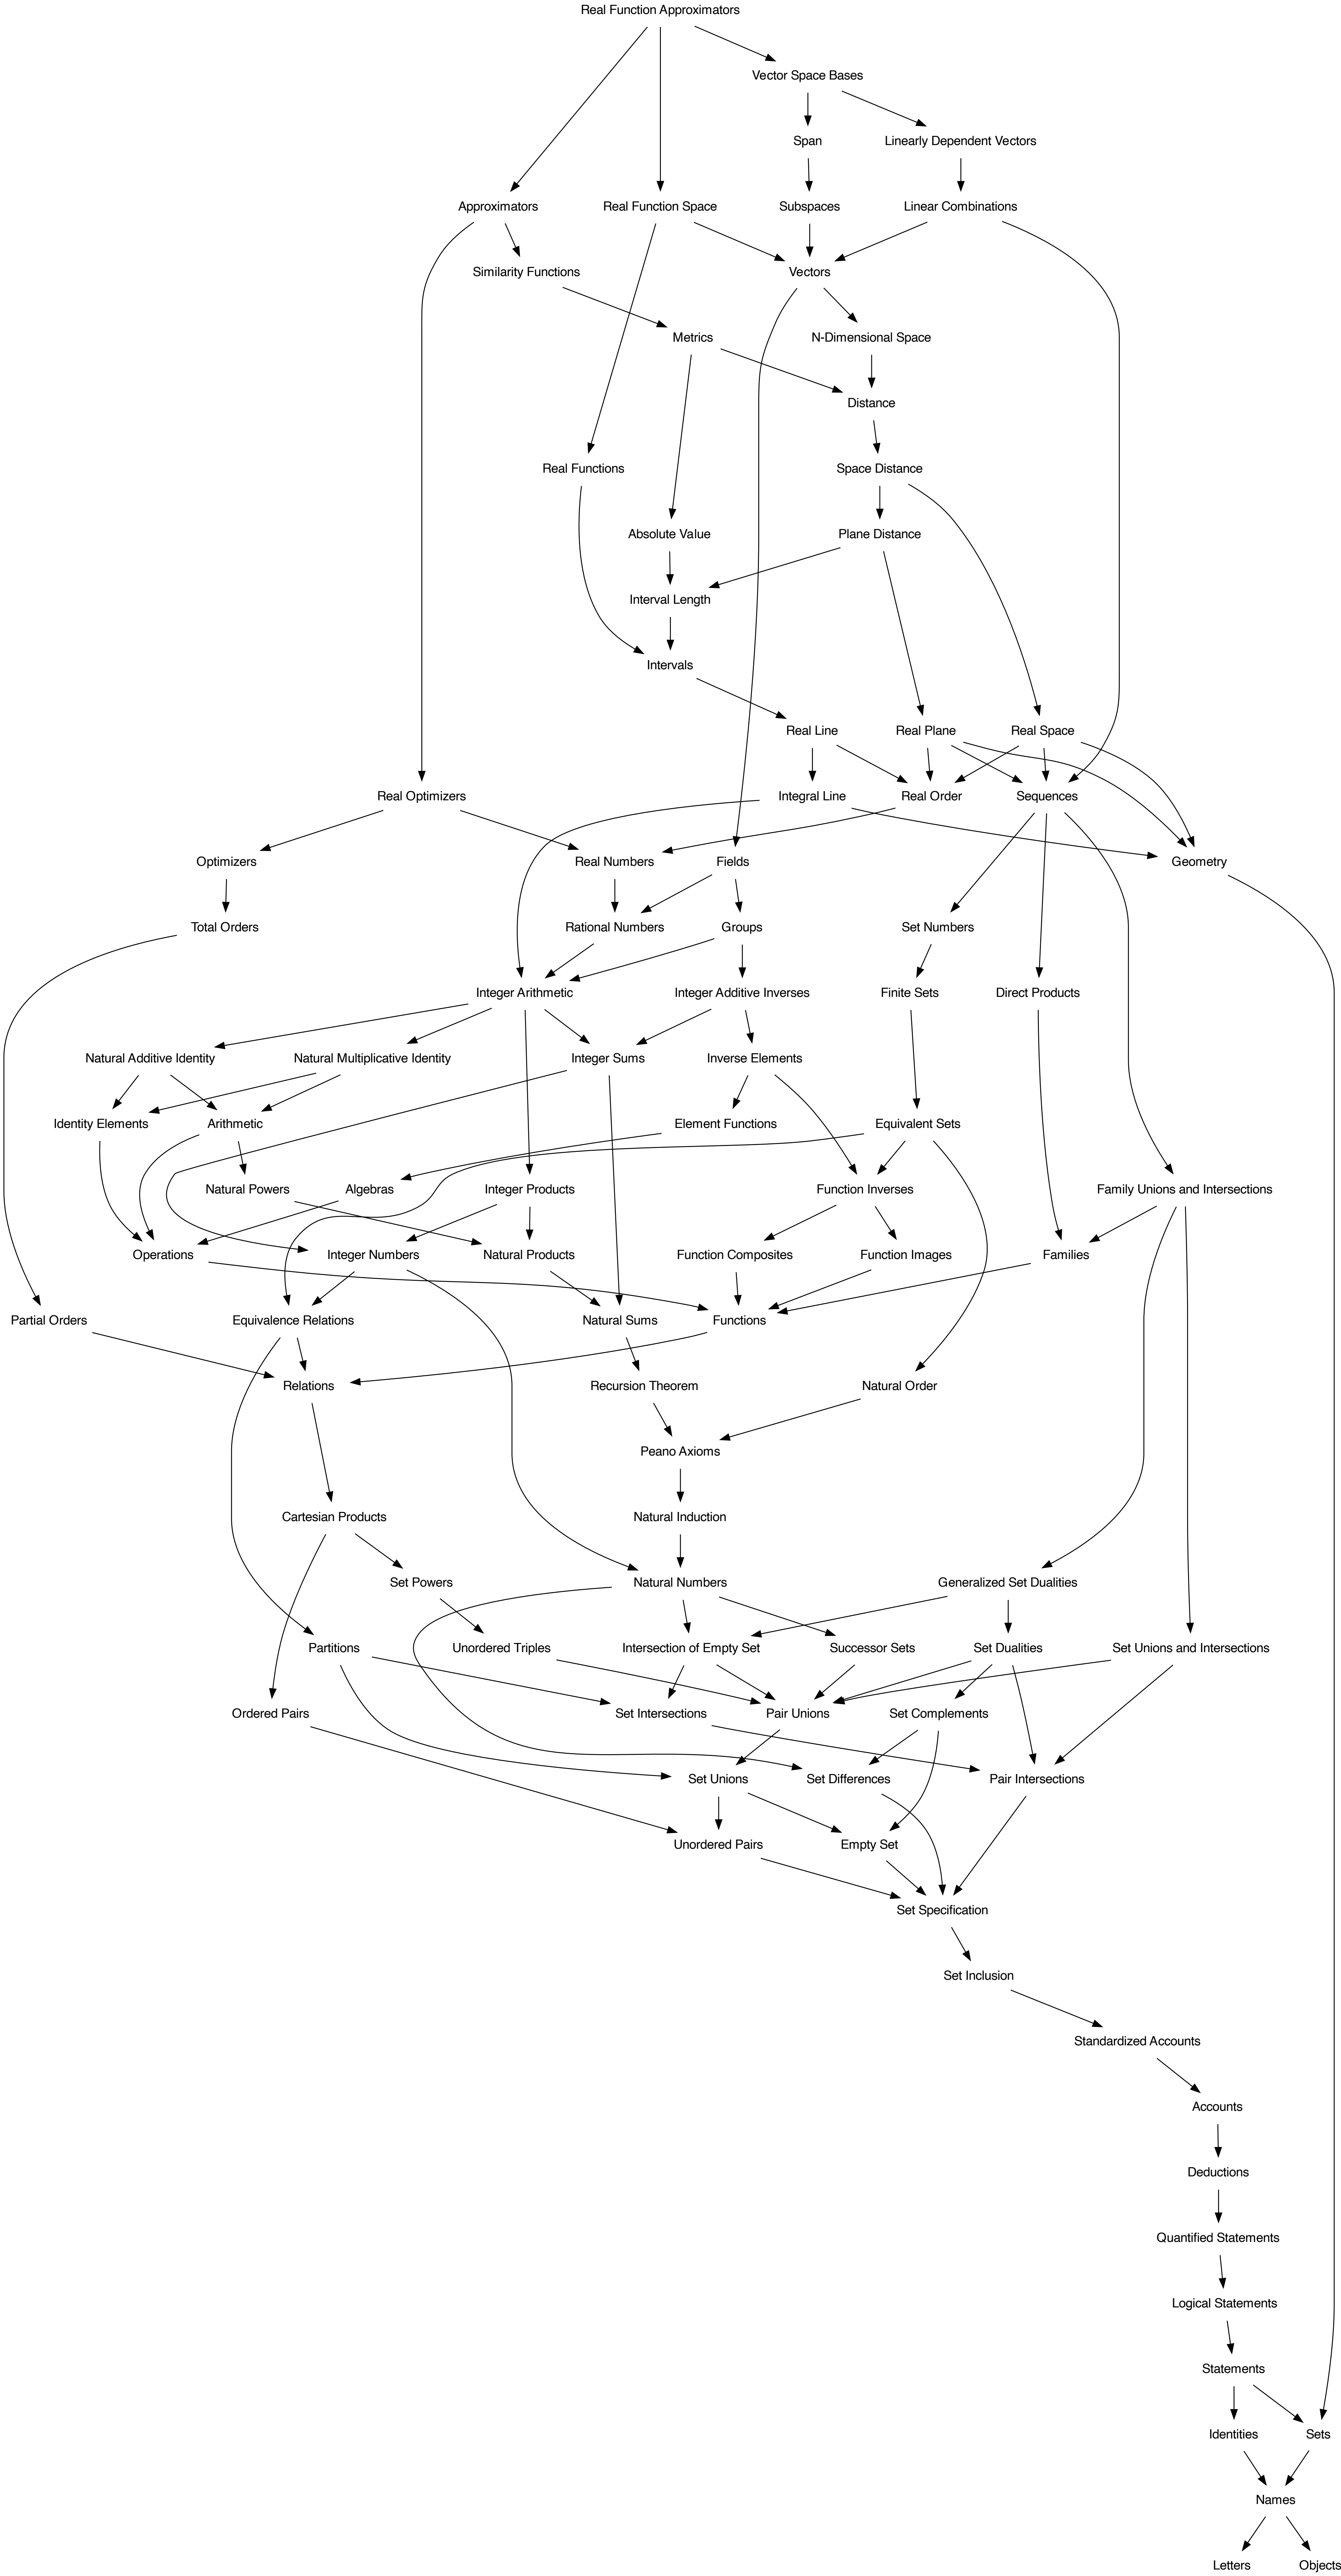 Real Function Approximators
Vector Space Bases
Span
Linearly Dependent Vectors
Approximators
Real Function Space
Subspaces
Linear Combinations
Similarity Functions
Vectors
Metrics
N-Dimensional Space
Distance
Real Functions
Space Distance
Absolute Value
Plane Distance
Interval Length
Intervals
Real Line
Real Plane
Real Space
Real Optimizers
Integral Line
Real Order
Sequences
Optimizers
Real Numbers
Fields
Geometry
Total Orders
Rational Numbers
Groups
Set Numbers
Integer Arithmetic
Integer Additive Inverses
Finite Sets
Direct Products
Natural Additive Identity
Natural Multiplicative Identity
Integer Sums
Inverse Elements
Identity Elements
Arithmetic
Element Functions
Equivalent Sets
Natural Powers
Algebras
Integer Products
Function Inverses
Family Unions and Intersections
Operations
Integer Numbers
Natural Products
Function Composites
Function Images
Families
Partial Orders
Equivalence Relations
Natural Sums
Functions
Relations
Recursion Theorem
Natural Order
Peano Axioms
Cartesian Products
Natural Induction
Set Powers
Natural Numbers
Generalized Set Dualities
Partitions
Unordered Triples
Intersection of Empty Set
Successor Sets
Set Dualities
Set Unions and Intersections
Ordered Pairs
Set Intersections
Pair Unions
Set Complements
Set Unions
Set Differences
Pair Intersections
Unordered Pairs
Empty Set
Set Specification
Set Inclusion
Standardized Accounts
Accounts
Deductions
Quantified Statements
Logical Statements
Statements
Identities
Sets
Names
Letters
Objects